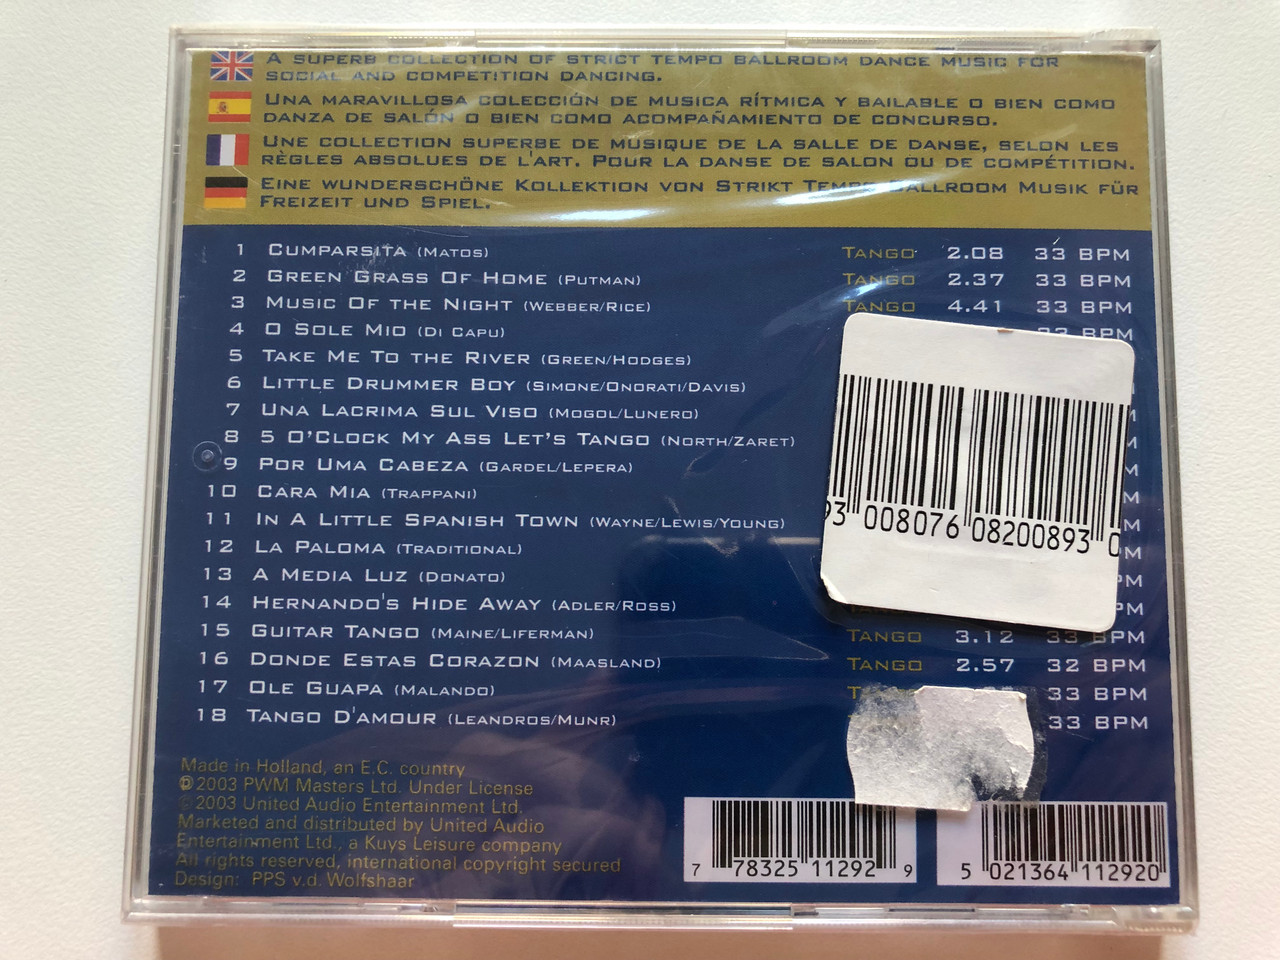 A SUPERB COLLECTION OF STRICT TEMPO BALLROOM DANCE MUSIC FOR
SOCIAL AND COMPETITION DANCING.
UNA MARAVILLOSA COLECCIÓN DE MUSICA RÍTMICA Y BAILABLE O BIEN COMO
DANZA DE SALÓN O BIEN COMO ACOMPAÑAMIENTO DE CONCURSO.
UNE COLLECTION SUPERBE DE MUSIQUE DE LA SALLE DE DANSE, SELON LES
RÈGLES ABSOLUES DE L'ART. POUR LA DANSE DE SALON OU DE COMPÉTITION.
EINE WUNDERSCHÖNE KOLLEKTION VON STRIKT TEMPO BALLROOM MUSIK FÜR
FREIZEIT UND SPIEL.
1 CUMPARSITA (MATOS) TANGO 2.08 33 BPM
2 GREEN GRASS OF HOME (PUTMAN) TANGO 2.37 33 BPM
3 MUSIC OF THE NIGHT (WEBBER/RICE) TANGO 4.41 33 BPM
4 O SOLE MIO (DI CAPU) 33 BPM
5 TAKE ME TO THE RIVER (GREEN/HODGES)
6 LITTLE DRUMMER BOY (SIMONE/ONORATI/DAVIS)
7 UNA LACRIMA SUL VISO (MOGOL/LUNERO)
8 5 O'CLOCK MY ASS LET'S TANGO (NORTH/ZARET)
9 POR UMA CABEZA (GARDEL/LEPERA)
10 CARA MIA (TRAPPANI)
11 IN A LITTLE SPANISH TOWN (WAYNE/LEWIS/YOUNG)
12 LA PALOMA (TRADITIONAL)
13 A MEDIA LUZ (DONATO)
14 HERNANDO'S HIDE AWAY (ADLER/ROSS)
15 GUITAR TANGO (MAINE/LIFERMAN) TANGO 3.12 33 BPM
16 DONDE ESTAS CORAZON (MAASLAND) TANGO 2.57 32 BPM
17 OLE GUAPA (MALANDO) 33 BPM
18 TANGO D'AMOUR (LEANDROS/MUNR) 33 BPM
93 008076 08200893 0
Made in Holland, an E.C. country
℗2003 PWM Masters Ltd. Under License
©2003 United Audio Entertainment Ltd.
Marketed and distributed by United Audio
Entertainment Ltd., a Kuys Leisure company
All rights reserved, international copyright secured
Design: PPS v.d. Wolfshaar
7 78325 11292 9
5 021364 112920